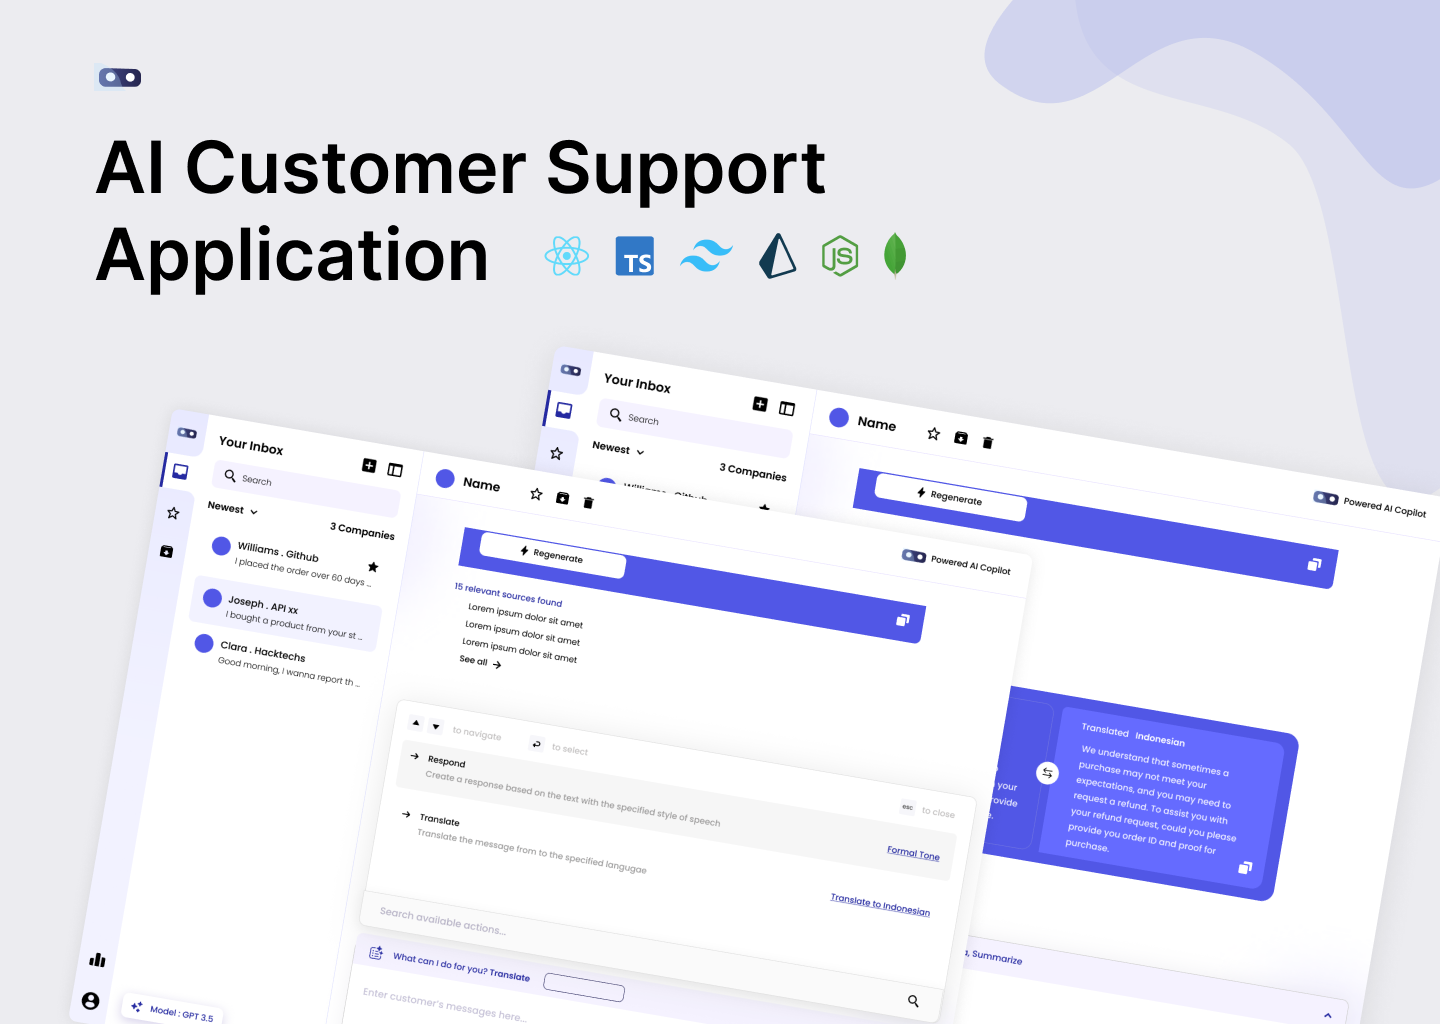 AI Customer Support
Application
TS
JS
Your Inbox
Search
Newest
3 Companies
Williams . Github
Name
Regenerate
Powered AI Copilot
Translated Indonesian
We understand that sometimes a
purchase may not meet your
expectations, and you may need to
request a refund. To assist you with
your refund request, could you please
provide you order ID and proof for
purchase.
your
e.
, Summarize
Your Inbox
Search
Newest
3 Companies
Williams . Github
I placed the order over 60 days ...
Joseph . API xx
I bought a product from your st ...
Clara . Hacktechs
Good morning, I wanna report th ...
Model : GPT 3.5
Name
Powered AI Copilot
Regenerate
15 relevant sources found
Lorem ipsum dolor sit amet
Lorem ipsum dolor sit amet
Lorem ipsum dolor sit amet
See all
to navigate
to select
esc to close
Respond
Create a response based on the text with the specified style of speech
Formal Tone
Translate
Translate the message from to the specified langugae
Translate to Indonesian
Search available actions...
What can I do for you? Translate
Enter customer's messages here...